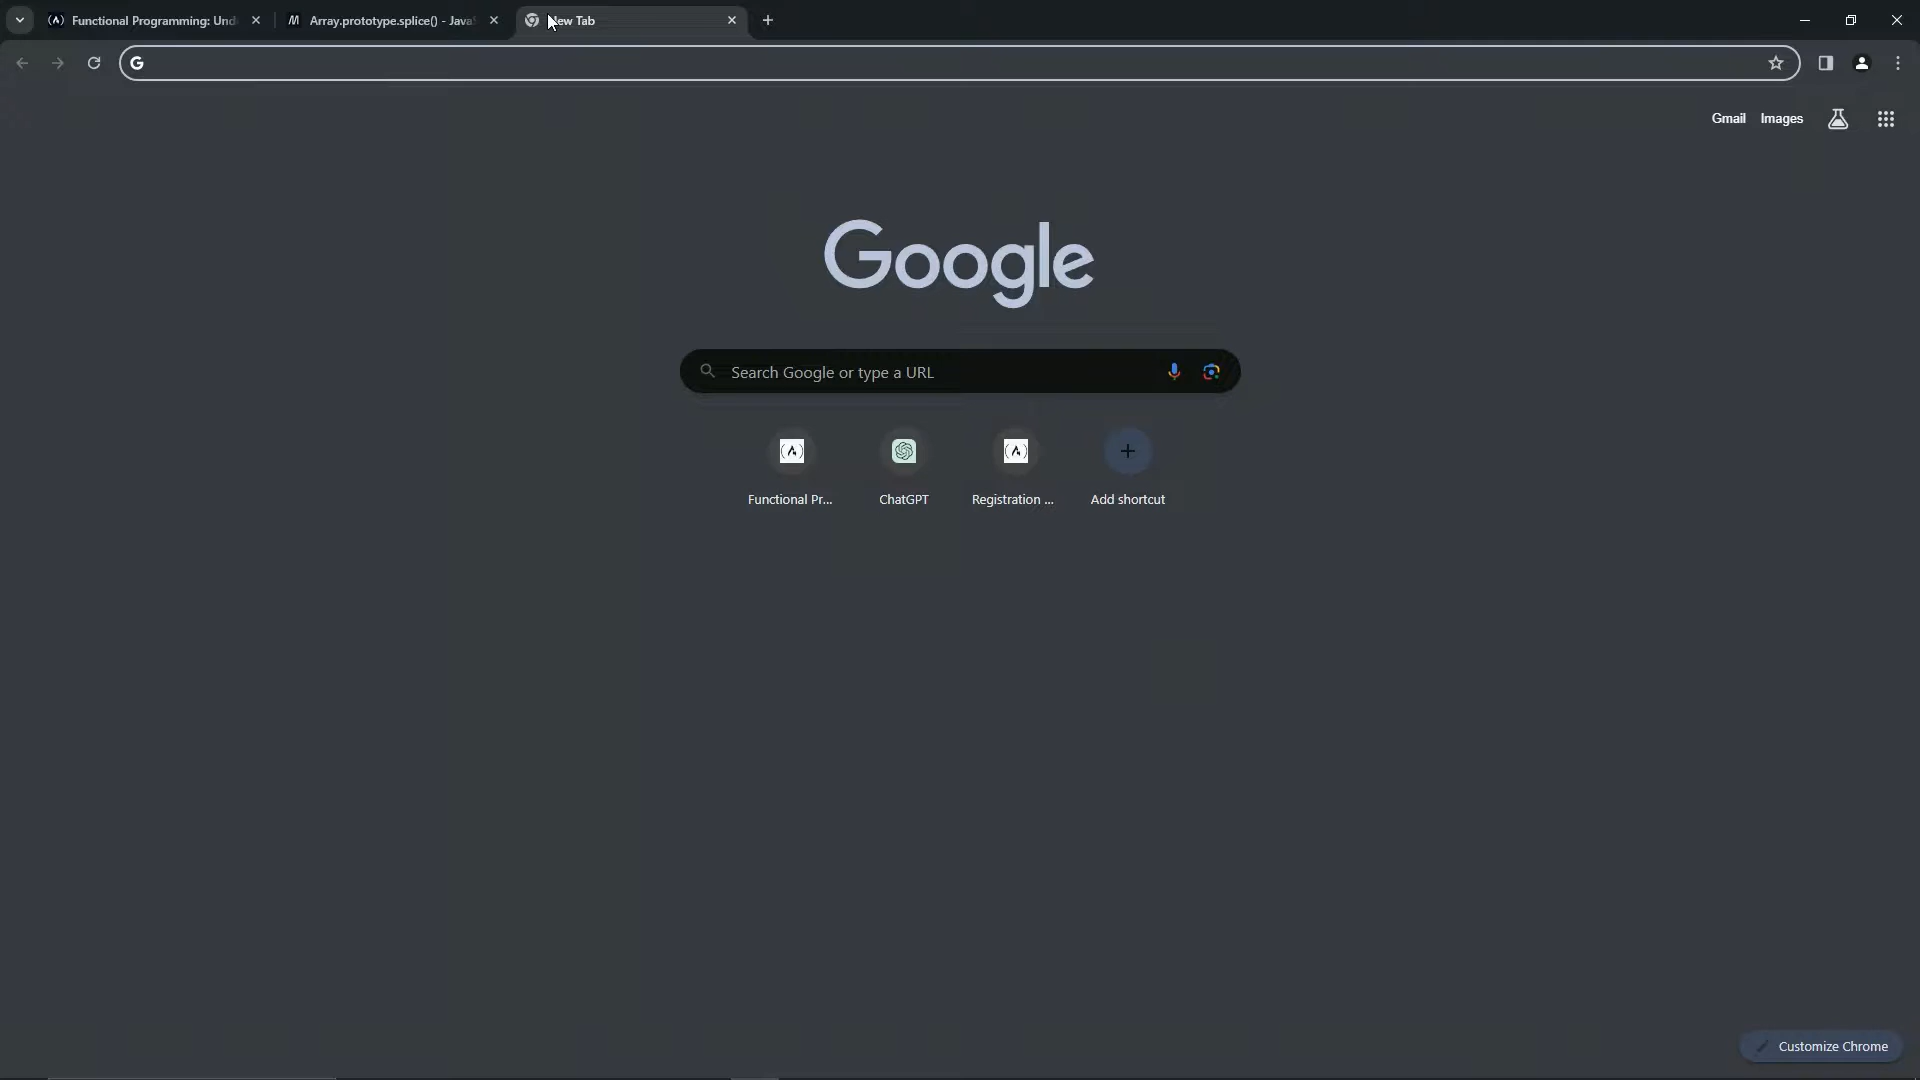 Functional Programming: Und
Array.prototype.splice() - Java
New Tab
Gmail Images
Google
Search Google or type a URL
Functional Pr...
ChatGPT
Registration ...
Add shortcut
Customize Chrome